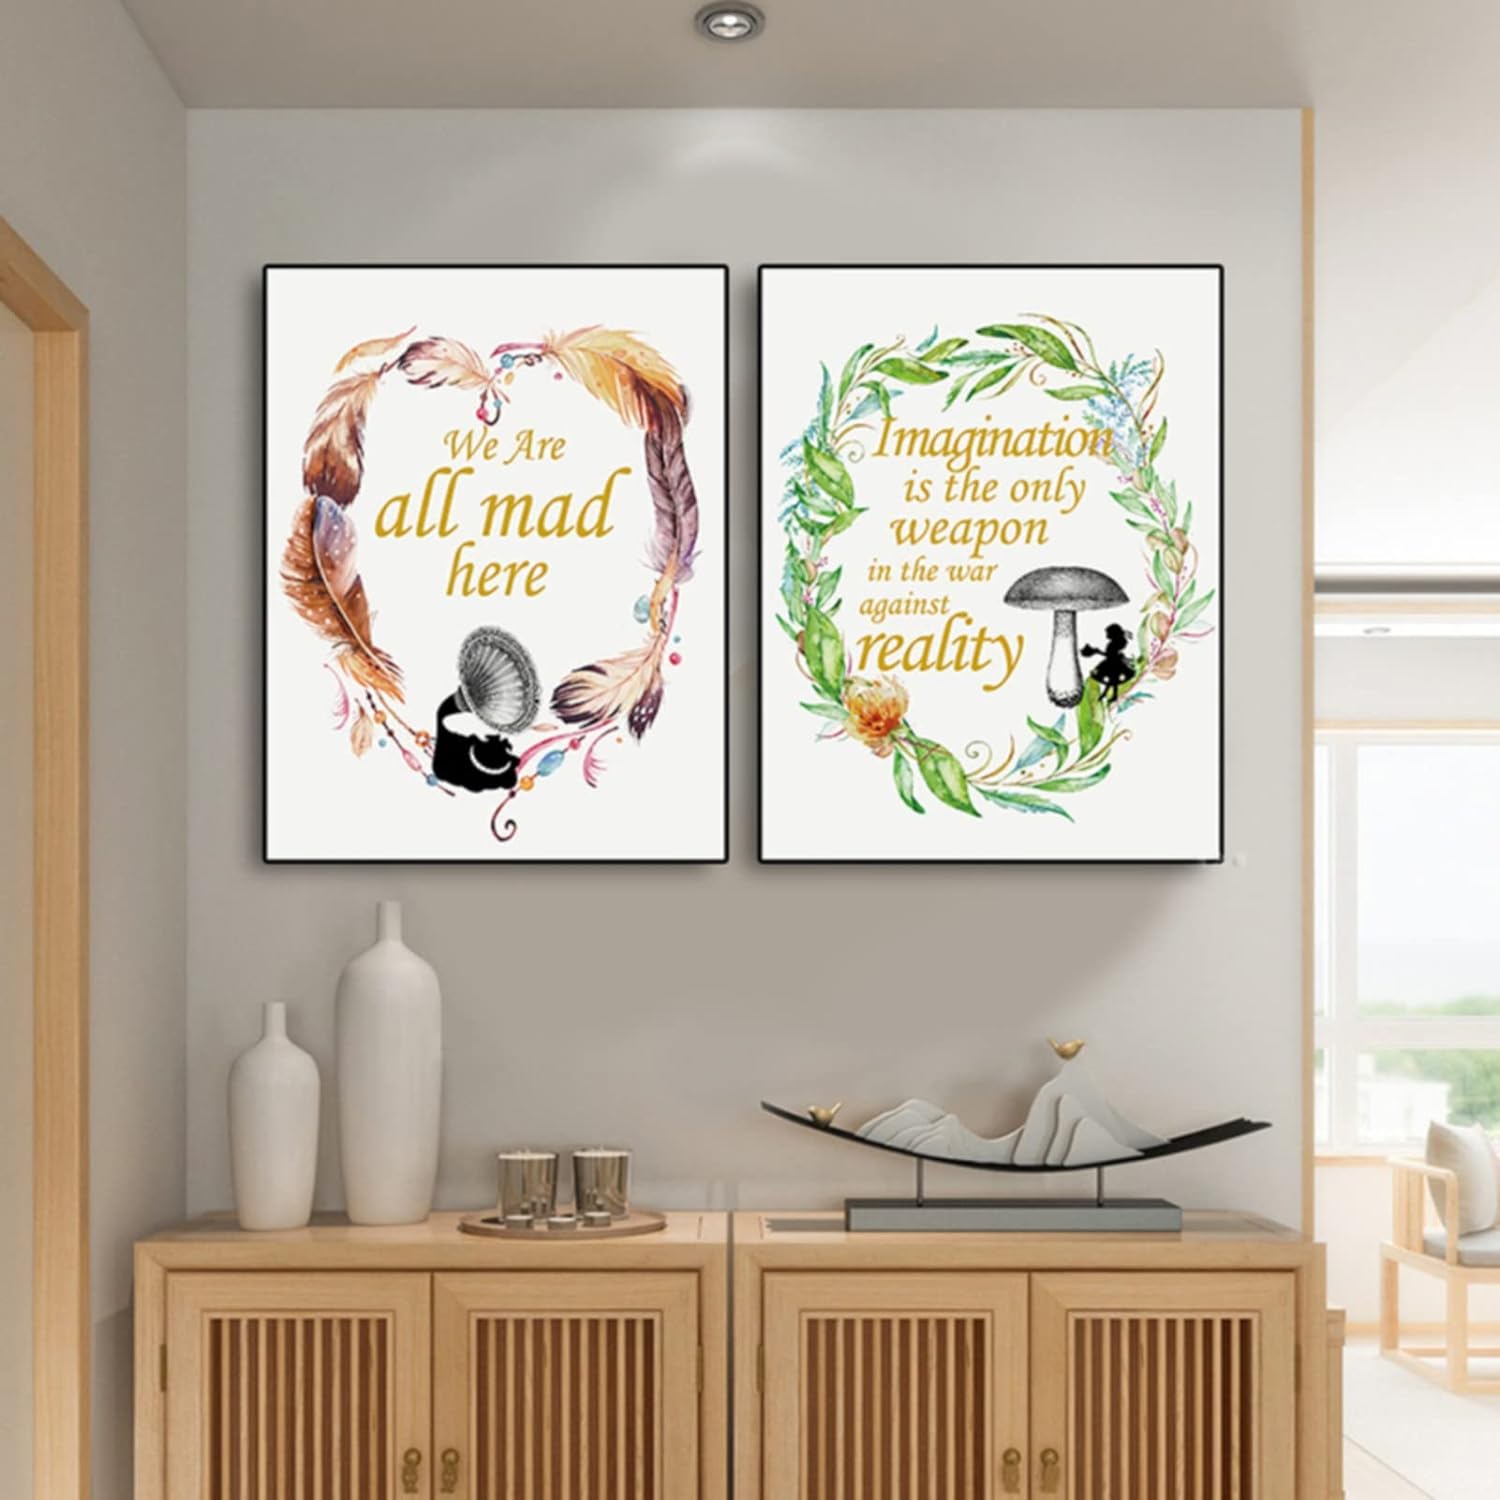 We Are
all mad
here
Imagination
is the only
weapon
in the war
against
reality